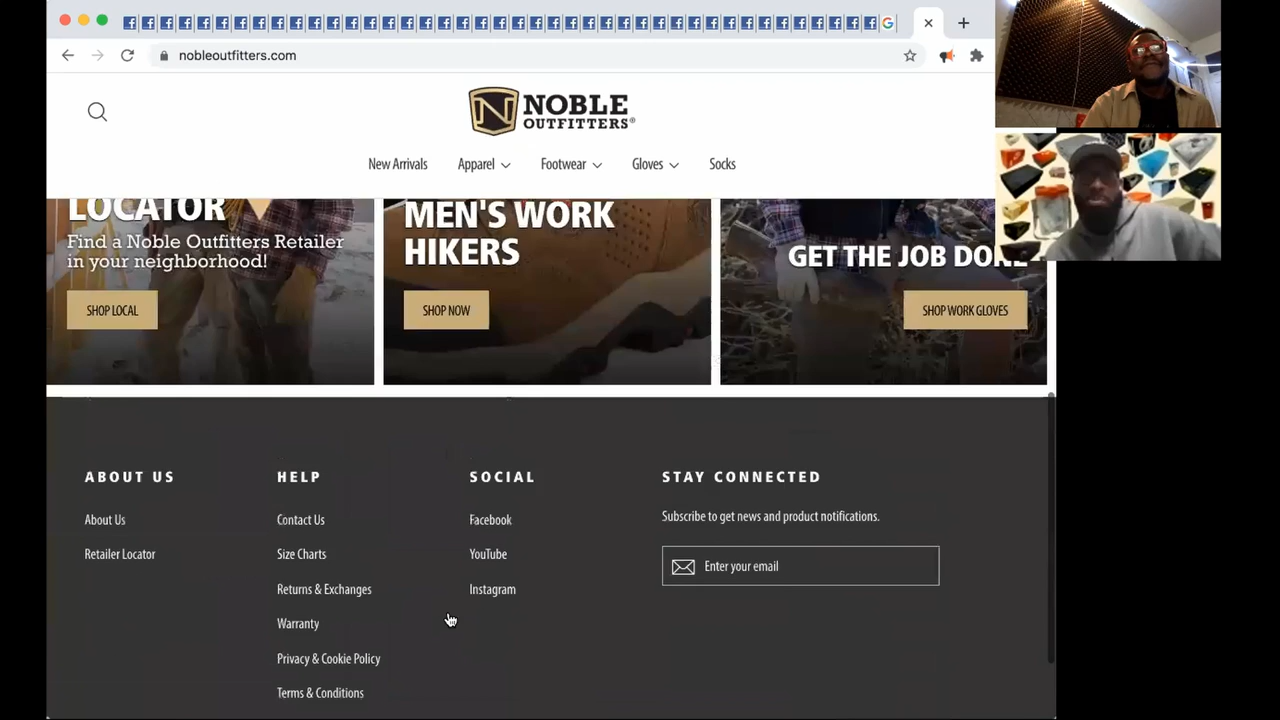 nobleoutfitters.com
N NOBLE
OUTFITTERS®
New Arrivals Apparel Footwear Gloves Socks
LOCATOR
Find a Noble Outfitters Retailer
in your neighborhood!
SHOP LOCAL
MEN'S WORK
HIKERS
SHOP NOW
GET THE JOB DONE
SHOP WORK GLOVES
ABOUT US
About Us
Retailer Locator
HELP
Contact Us
Size Charts
Returns & Exchanges
Warranty
Privacy & Cookie Policy
Terms & Conditions
SOCIAL
Facebook
YouTube
Instagram
STAY CONNECTED
Subscribe to get news and product notifications.
Enter your email